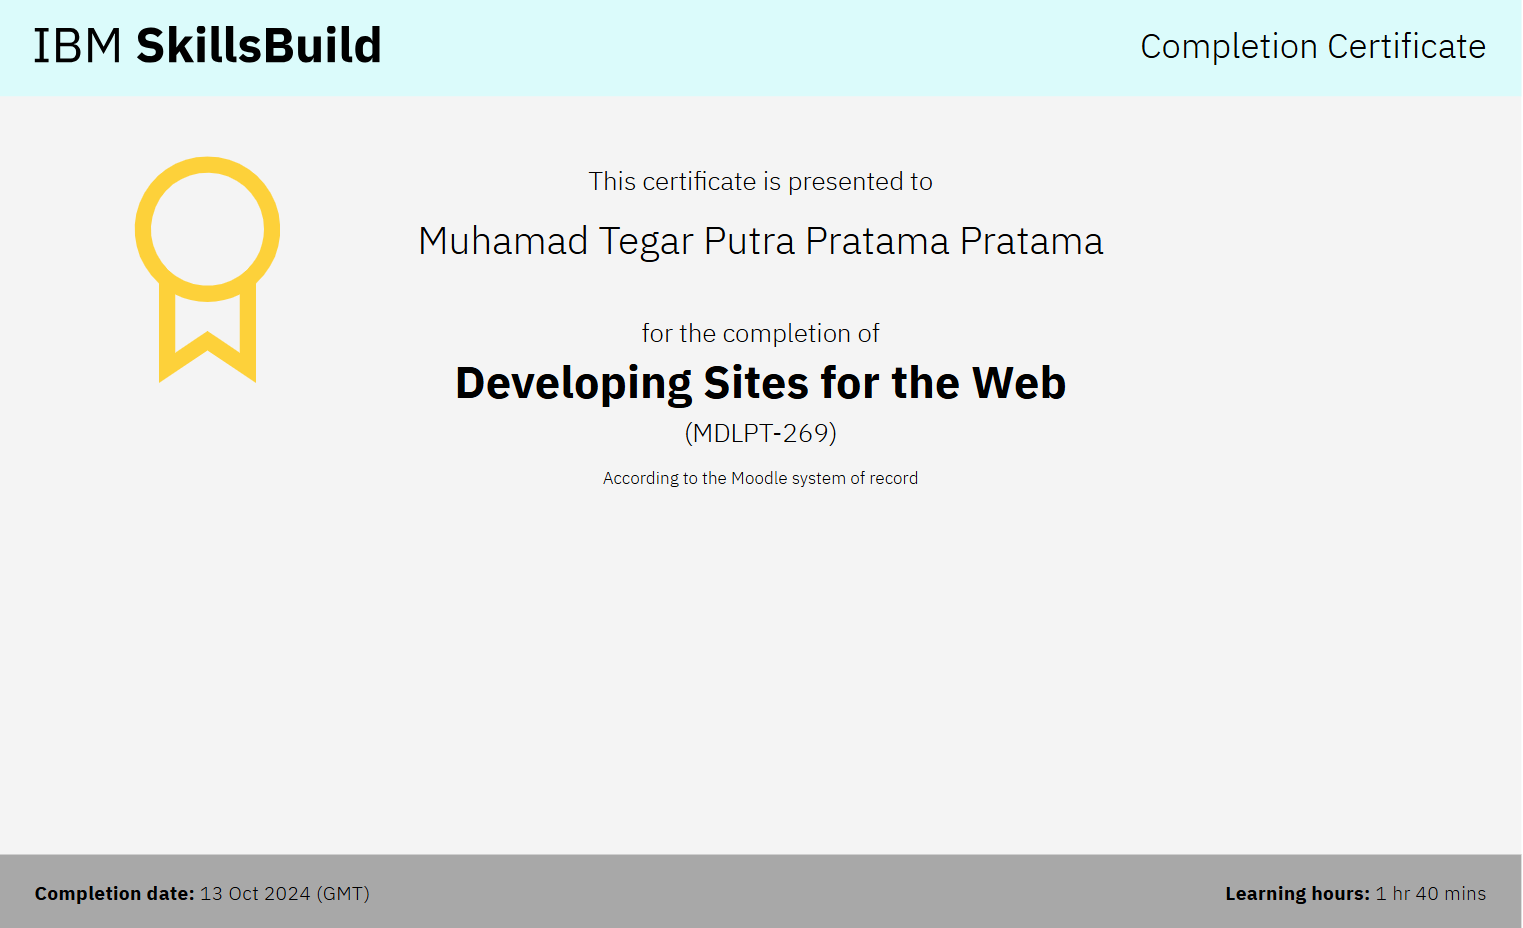 IBM SkillsBuild
Completion Certificate
This certificate is presented to
Muhamad Tegar Putra Pratama Pratama
for the completion of
Developing Sites for the Web
(MDLPT-269)
According to the Moodle system of record
Completion date: 13 Oct 2024 (GMT)
Learning hours: 1 hr 40 mins